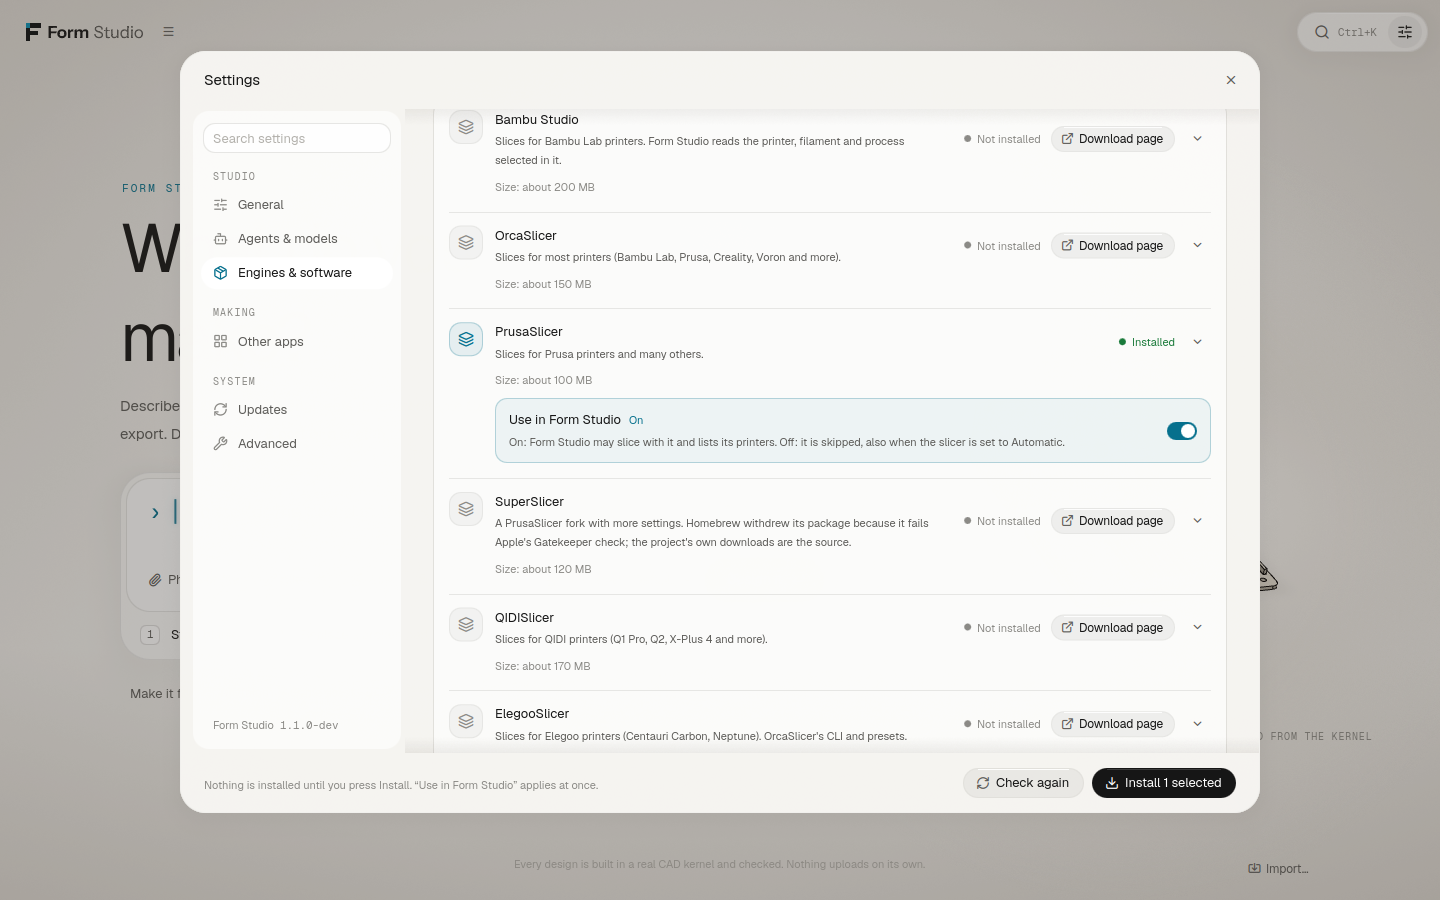 Form Studio
Ctrl+K
Settings
Search settings
STUDIO
General
Agents & models
Engines & software
MAKING
Other apps
SYSTEM
Updates
Advanced
Form Studio 1.1.0-dev
Bambu Studio
Slices for Bambu Lab printers. Form Studio reads the printer, filament and process
selected in it.
Size: about 200 MB
Not installed
Download page
OrcaSlicer
Slices for most printers (Bambu Lab, Prusa, Creality, Voron and more).
Size: about 150 MB
Not installed
Download page
PrusaSlicer
Slices for Prusa printers and many others.
Size: about 100 MB
Installed
Use in Form Studio On
On: Form Studio may slice with it and lists its printers. Off: it is skipped, also when the slicer is set to Automatic.
SuperSlicer
A PrusaSlicer fork with more settings. Homebrew withdrew its package because it fails
Apple's Gatekeeper check; the project's own downloads are the source.
Size: about 120 MB
Not installed
Download page
QIDISlicer
Slices for QIDI printers (Q1 Pro, Q2, X-Plus 4 and more).
Size: about 170 MB
Not installed
Download page
ElegooSlicer
Slices for Elegoo printers (Centauri Carbon, Neptune). OrcaSlicer's CLI and presets.
Not installed
Download page
Nothing is installed until you press Install. “Use in Form Studio” applies at once.
Check again
Install 1 selected
FORM ST
Describe
export. D
1
Make it f
FROM THE KERNEL
Every design is built in a real CAD kernel and checked. Nothing uploads on its own.
Import...